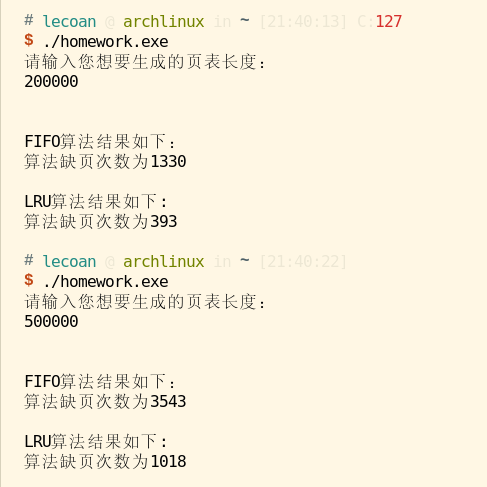 # lecoan @ archlinux in ~ [21:40:13] C:127
$ ./homework.exe
请输入您想要生成的页表长度：
200000
FIFO算法结果如下：
算法缺页次数为1330
LRU算法结果如下：
算法缺页次数为393
# lecoan @ archlinux in ~ [21:40:22]
$ ./homework.exe
请输入您想要生成的页表长度：
500000
FIFO算法结果如下：
算法缺页次数为3543
LRU算法结果如下：
算法缺页次数为1018